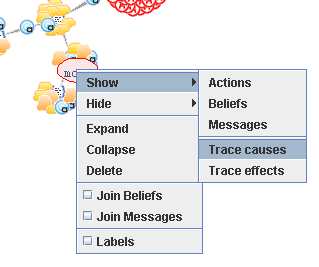 Show
Hide
Expand
Collapse
Delete
Join Beliefs
Join Messages
Labels
Actions
Beliefs
Messages
Trace causes
Trace effects